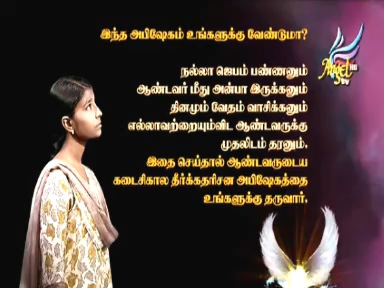 இந்த அபிஷேகம் உங்களுக்கு வேண்டுமா?
Angel
நல்லா ஜெபம் பண்ணனும்
ஆண்டவர் மீது அன்பா இருக்கனும்
தினமும் வேதம் வாசிக்கனும்
எல்லாவற்றையும்விட ஆண்டவருக்கு
முதலிடம் தரனும்.
இதை செய்தால் ஆண்டவருடைய
கடைசிகால தீர்க்கதரிசன அபிஷேகத்தை
உங்களுக்கு தருவார்.